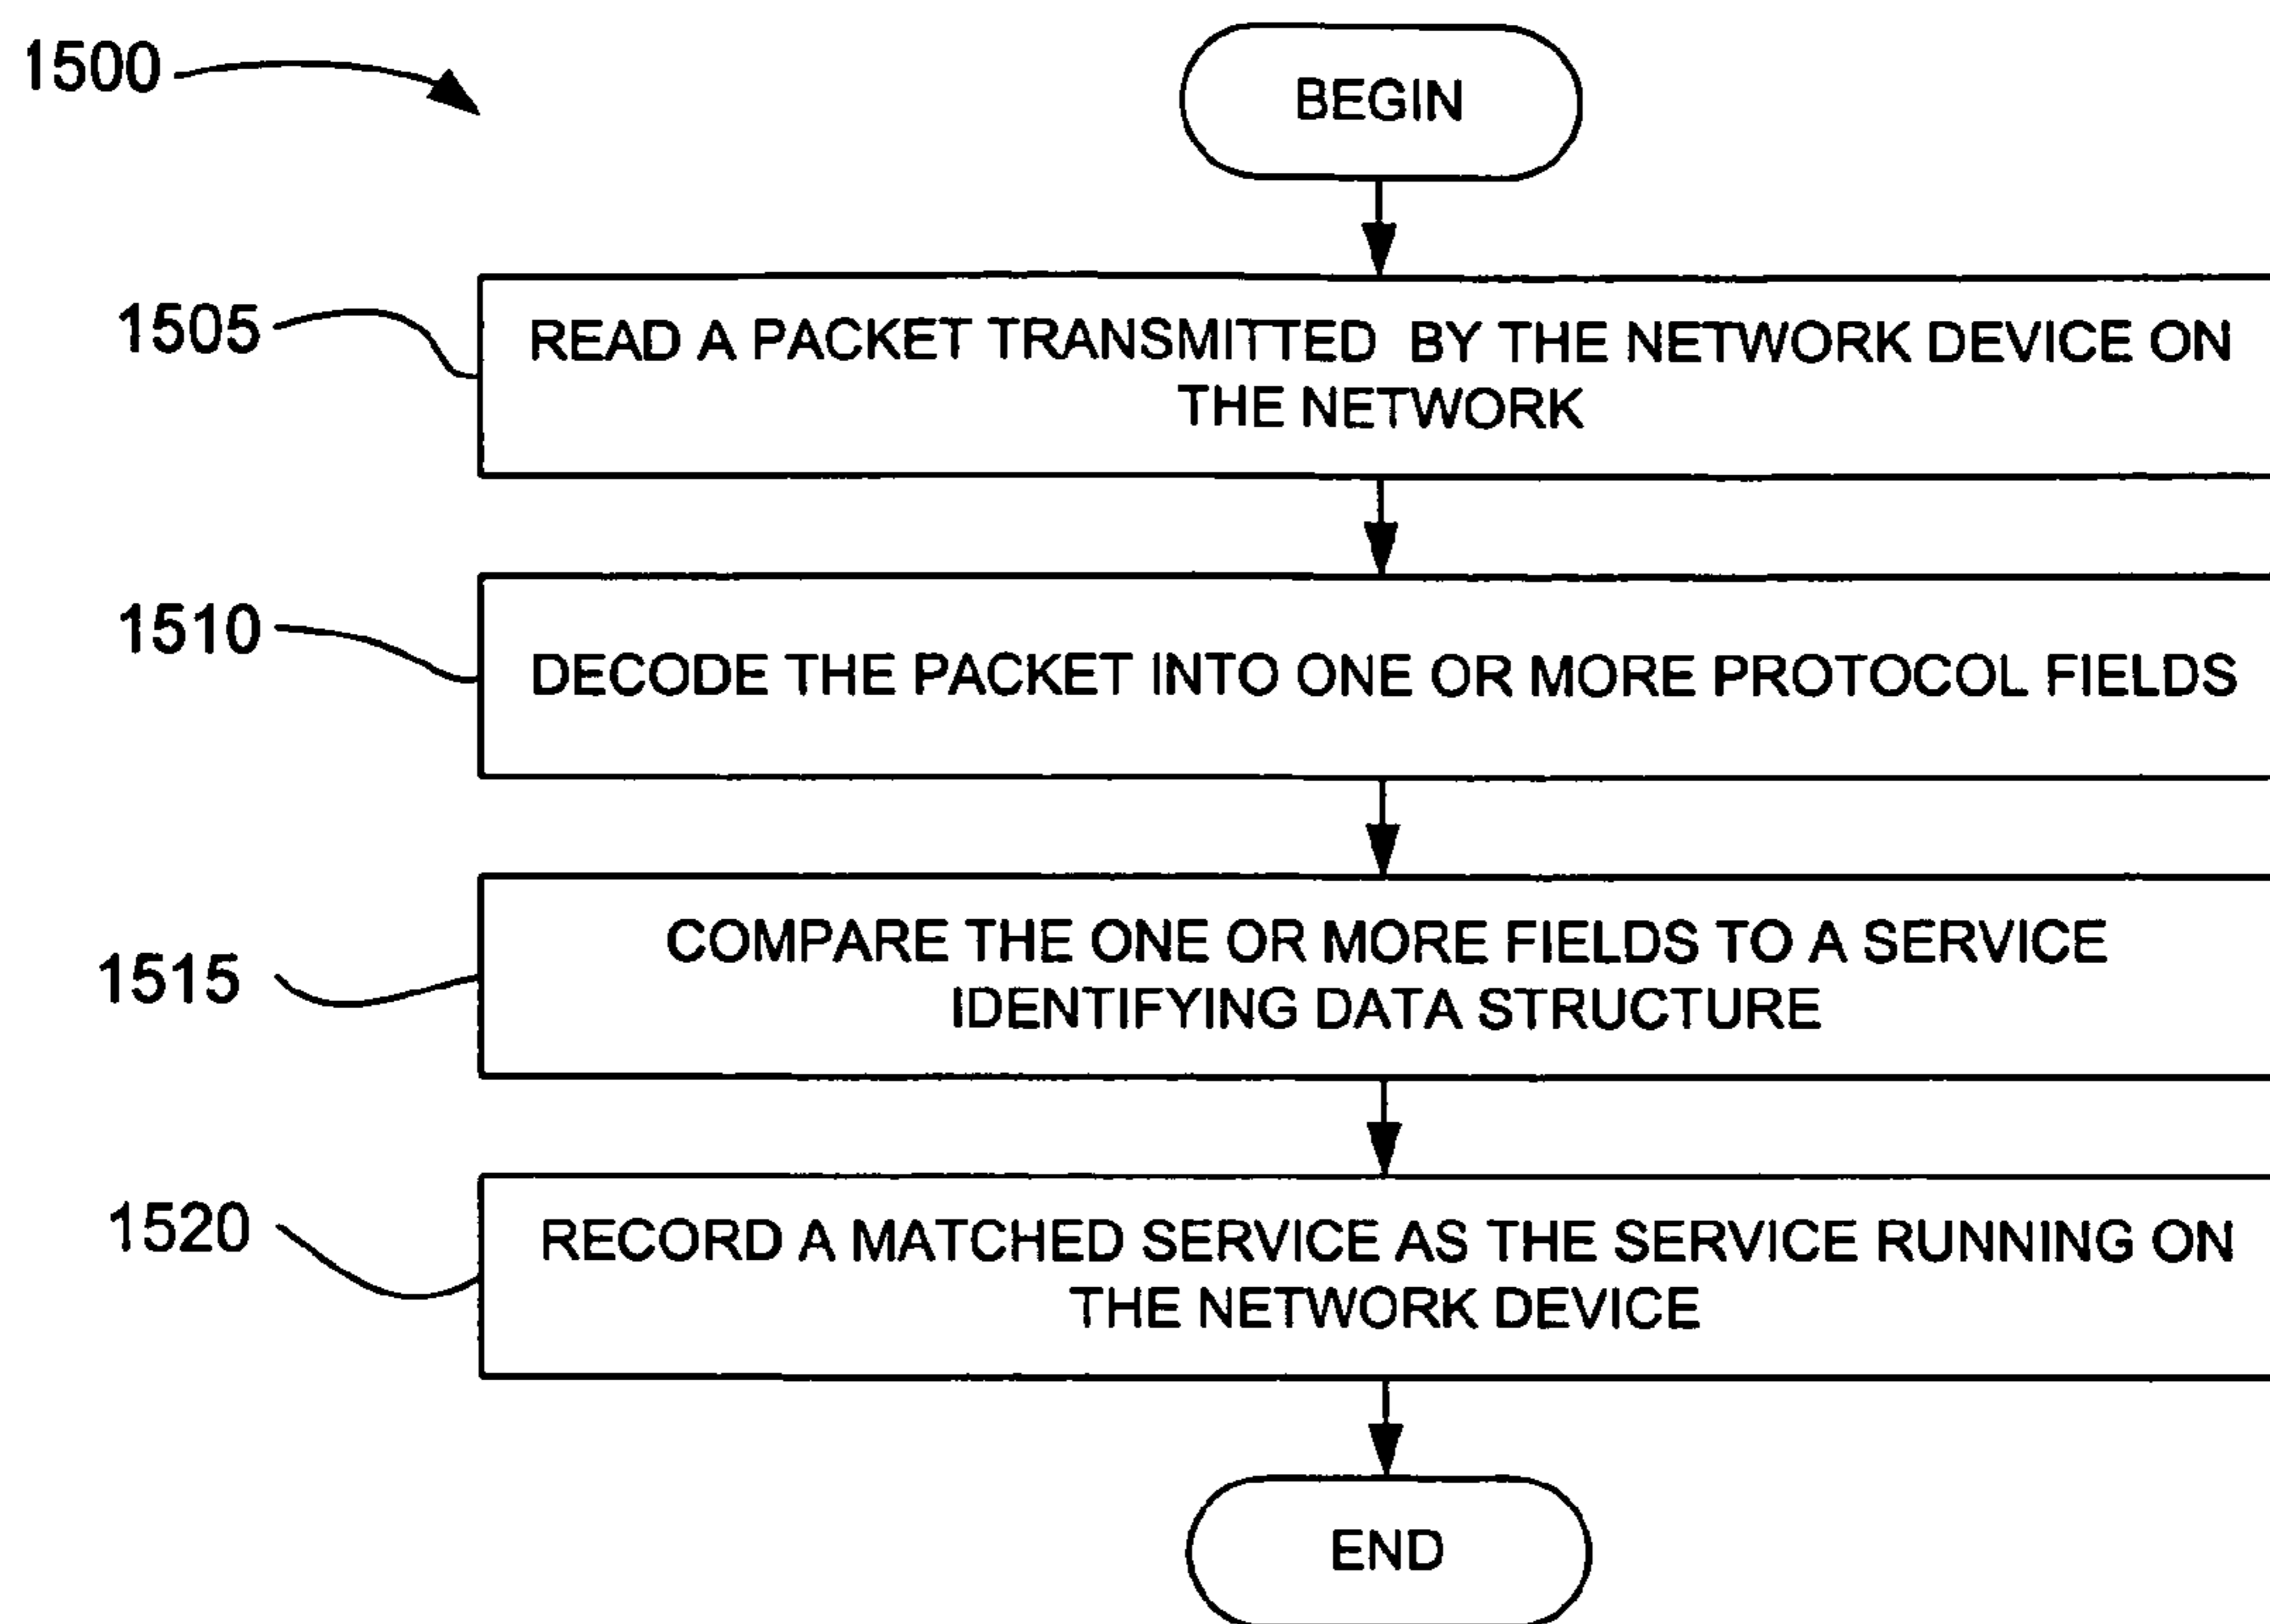 1500
BEGIN
1505
READ A PACKET TRANSMITTED BY THE NETWORK DEVICE ON
THE NETWORK
1510
DECODE THE PACKET INTO ONE OR MORE PROTOCOL FIELDS
1515
COMPARE THE ONE OR MORE FIELDS TO A SERVICE
IDENTIFYING DATA STRUCTURE
1520
RECORD A MATCHED SERVICE AS THE SERVICE RUNNING ON
THE NETWORK DEVICE
END